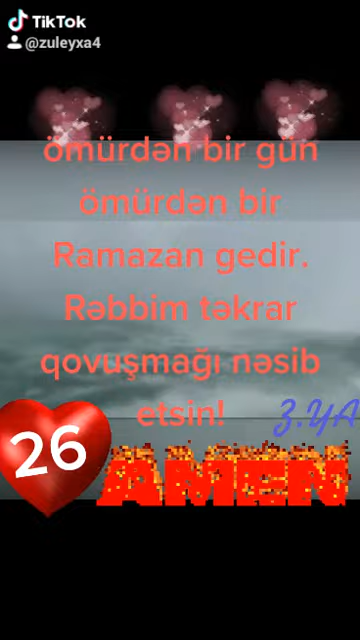 TikTok
@zuleyxa4
ömürdən bir gün
ömürdən bir
Ramazan gedir.
Rəbbim təkrar
qovuşmağı nəsib
etsin!
Z.YA
26
AMEN